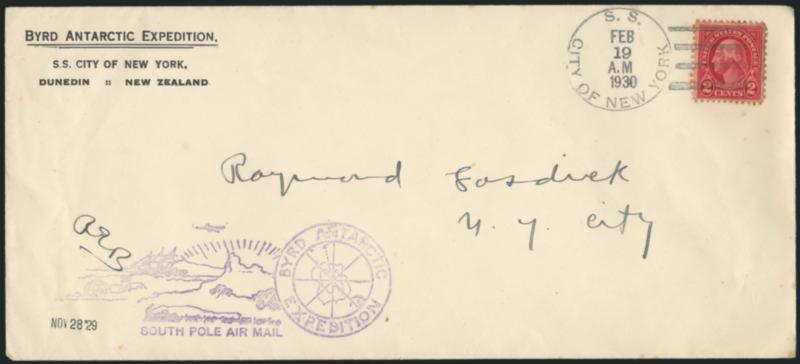 BYRD ANTARCTIC EXPEDITION.
S.S. CITY OF NEW YORK,
DUNEDIN :: NEW ZEALAND.
S. S.
CITY OF NEW YORK
FEB
19
A.M
1930
UNITED STATES POSTAGE
2 CENTS 2
Raymond Fosdick
N. Y. City
REB
BYRD ANTARCTIC
EXPEDITION
SOUTH POLE AIR MAIL
NOV 28 '29